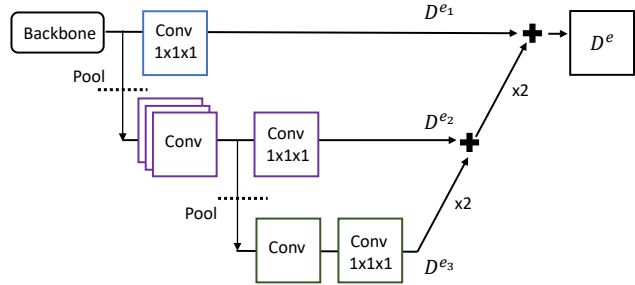 D^{e_1}
Backbone
Conv
1x1x1
D^e
Pool
x2
D^{e_2}
Conv
Conv
1x1x1
Pool
x2
Conv
Conv
1x1x1
D^{e_3}